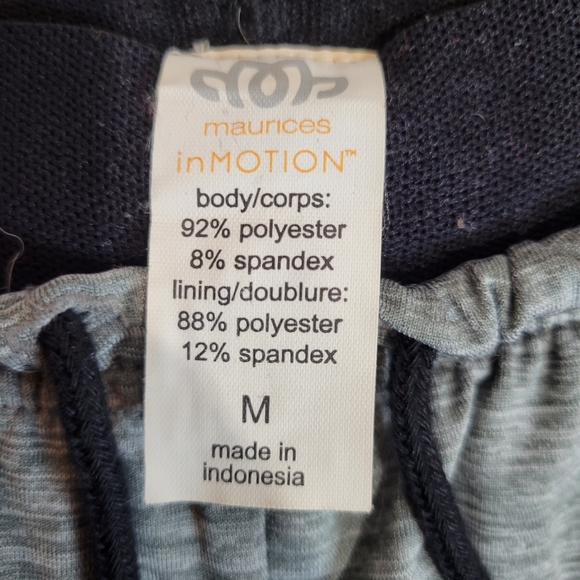 maurices
inMOTION™
body/corps:
92% polyester
8% spandex
lining/doublure:
88% polyester
12% spandex
M
made in
indonesia